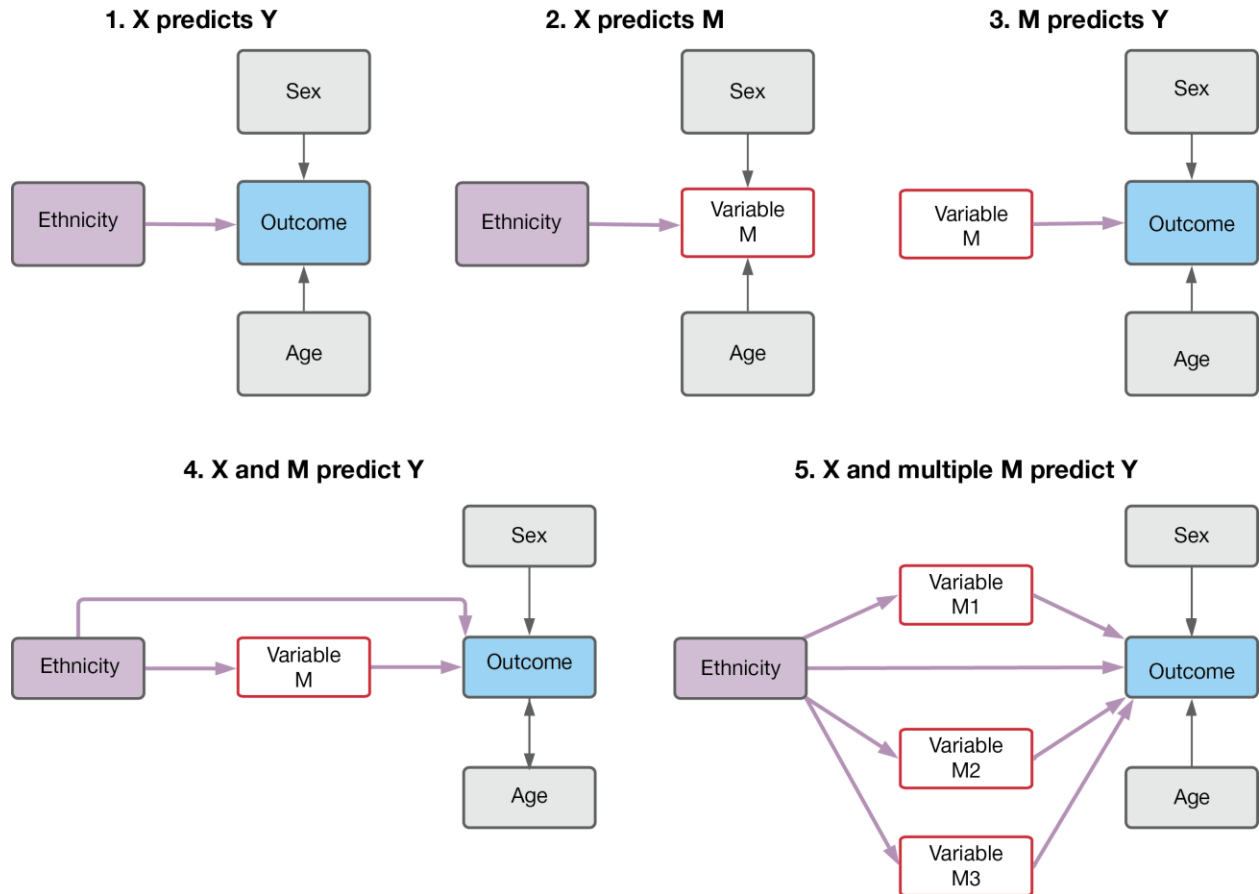 1. X predicts Y
Sex
Ethnicity
Outcome
Age
2. X predicts M
Sex
Ethnicity
Variable
M
Age
3. M predicts Y
Sex
Variable
M
Outcome
Age
4. X and M predict Y
Sex
Ethnicity
Variable
M
Outcome
Age
5. X and multiple M predict Y
Sex
Variable
M1
Ethnicity
Outcome
Variable
M2
Age
Variable
M3